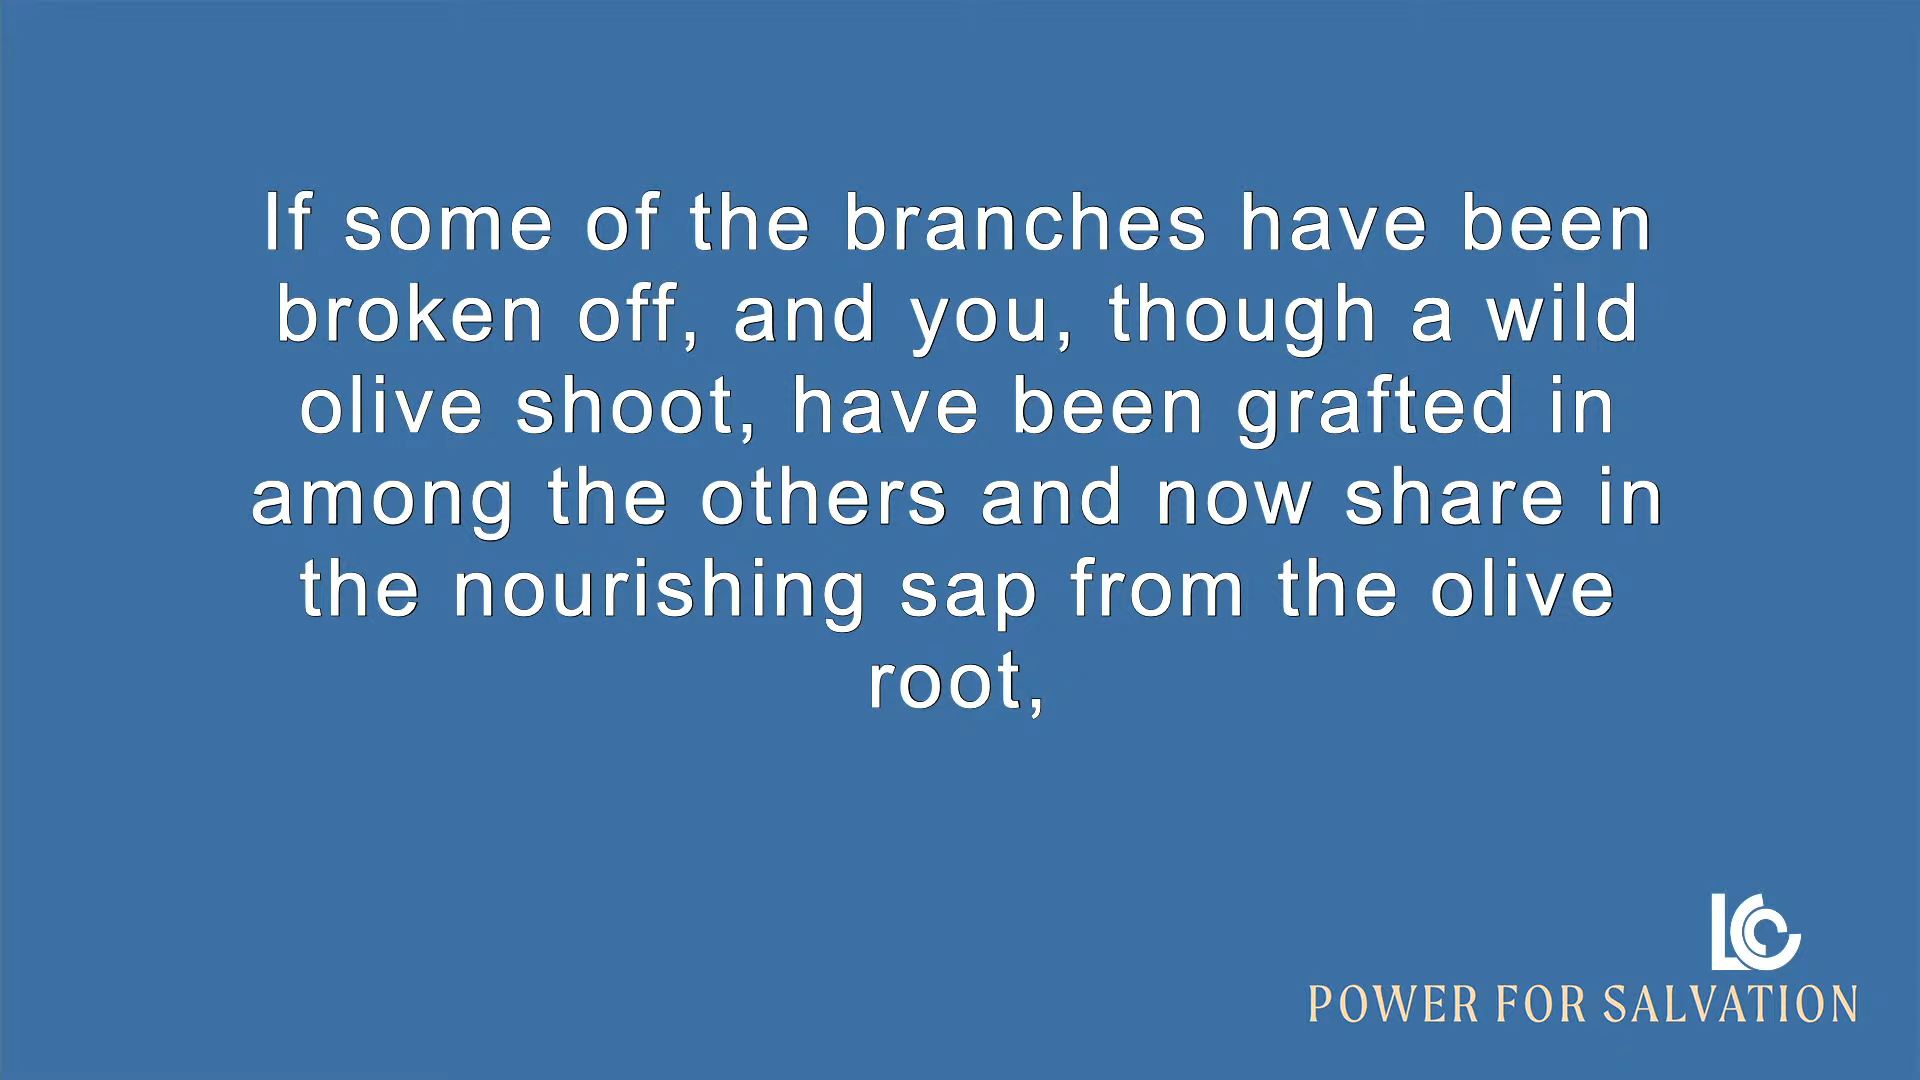 If some of the branches have been
broken off, and you, though a wild
olive shoot, have been grafted in
among the others and now share in
the nourishing sap from the olive
root,
LCC
POWER FOR SALVATION